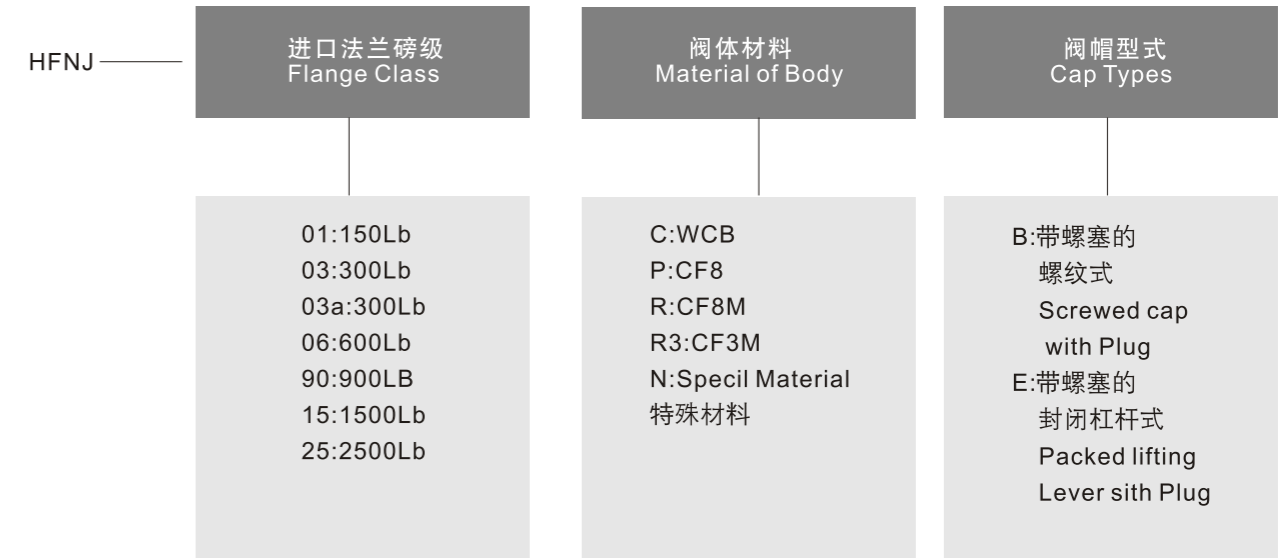 HFNJ
进口法兰磅级
Flange Class
01:150Lb
03:300Lb
03a:300Lb
06:600Lb
90:900LB
15:1500Lb
25:2500Lb
阀体材料
Material of Body
C:WCB
P:CF8
R:CF8M
R3:CF3M
N:Specil Material
特殊材料
阀帽型式
Cap Types
B:带螺塞的
螺纹式
Screwed cap
with Plug
E:带螺塞的
封闭杠杆式
Packed lifting
Lever sith Plug